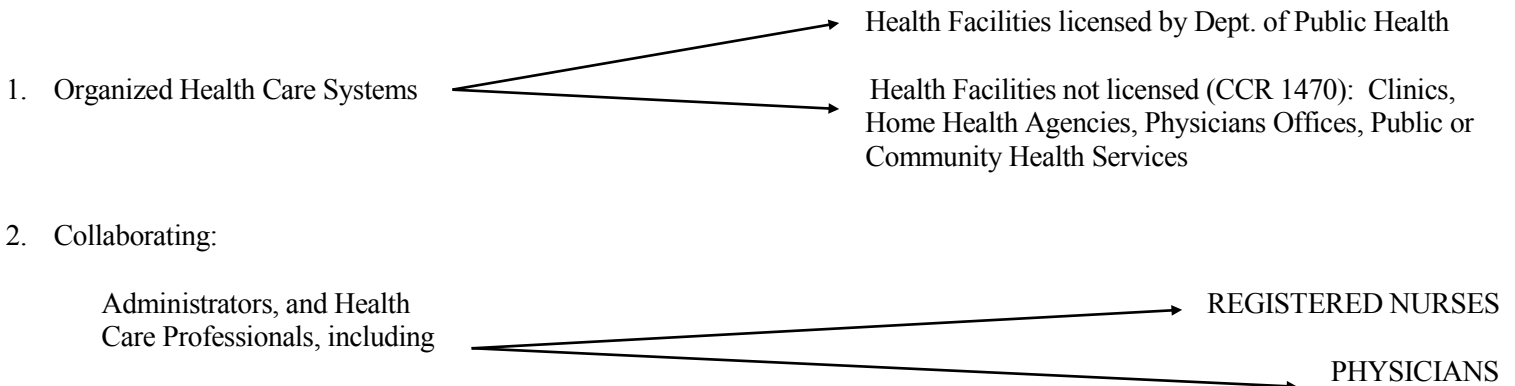 Health Facilities licensed by Dept. of Public Health
1. Organized Health Care Systems
Health Facilities not licensed (CCR 1470): Clinics,
Home Health Agencies, Physicians Offices, Public or
Community Health Services
2. Collaborating:
Administrators, and Health
Care Professionals, including
REGISTERED NURSES
PHYSICIANS